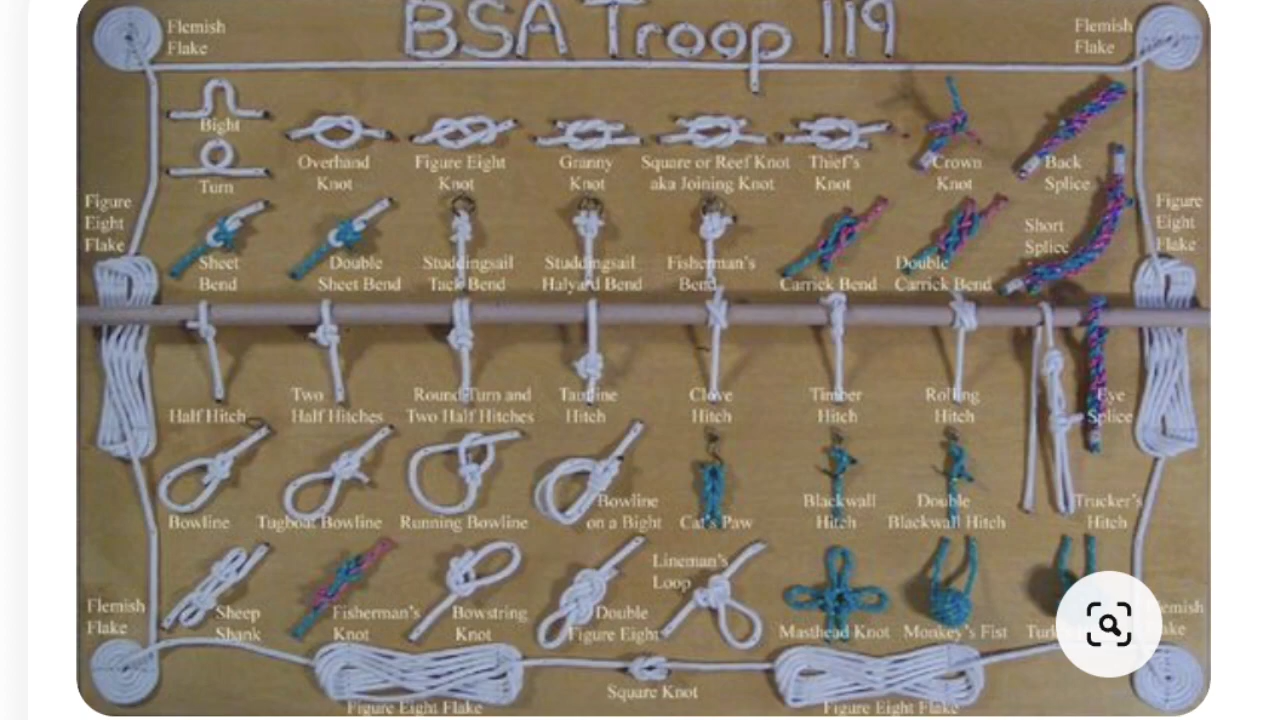 BSA Troop 119
Flemish
Flake
Flemish
Flake
Bight
Turn
Overhand
Knot
Figure Eight
Knot
Granny
Knot
Square or Reef Knot
aka Joining Knot
Thief's
Knot
Crown
Knot
Back
Splice
Figure
Eight
Flake
Figure
Eight
Flake
Sheet
Bend
Double
Sheet Bend
Studdingsail
Tack Bend
Studdingsail
Halyard Bend
Fisherman's
Bend
Carrick Bend
Double
Carrick Bend
Short
Splice
Half Hitch
Two
Half Hitches
Round Turn and
Two Half Hitches
Tautline
Hitch
Clove
Hitch
Timber
Hitch
Rolling
Hitch
Eye
Splice
Bowline
Tugboat Bowline
Running Bowline
Bowline
on a Bight
Cat's Paw
Blackwall
Hitch
Double
Blackwall Hitch
Trucker's
Hitch
Flemish
Flake
Sheep
Shank
Fisherman's
Knot
Bowstring
Knot
Double
Figure Eight
Lineman's
Loop
Masthead Knot
Monkey's Fist
Figure Eight Flake
Square Knot
Figure Eight Flake